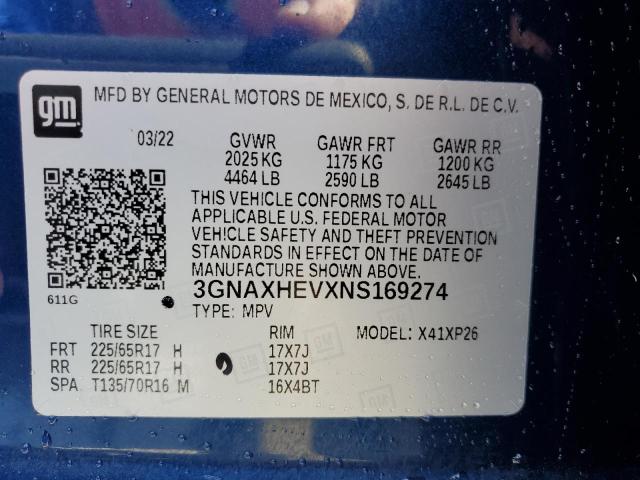 gm MFD BY GENERAL MOTORS DE MEXICO, S. DE R.L. DE C.V.
03/22 GVWR GAWR FRT GAWR RR
2025 KG 1175 KG 1200 KG
4464 LB 2590 LB 2645 LB
THIS VEHICLE CONFORMS TO ALL
APPLICABLE U.S. FEDERAL MOTOR
VEHICLE SAFETY AND THEFT PREVENTION
STANDARDS IN EFFECT ON THE DATE OF
MANUFACTURE SHOWN ABOVE.
611G 3GNAXHEVXNS169274
TYPE: MPV
TIRE SIZE RIM MODEL: X41XP26
FRT 225/65R17 H 17X7J
RR 225/65R17 H 17X7J
SPA T135/70R16 M 16X4BT